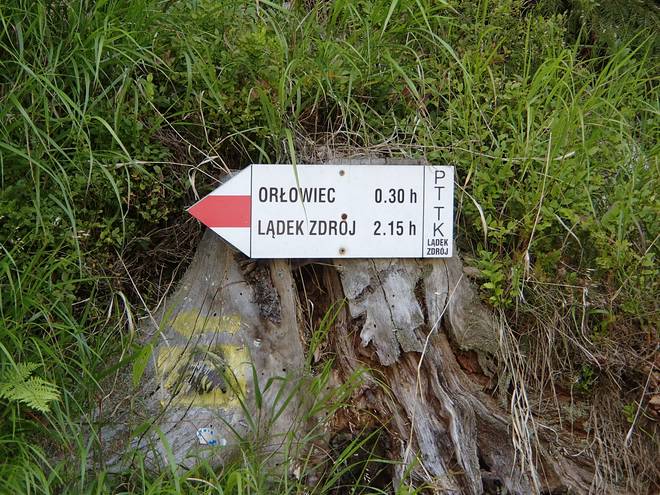 ORŁOWIEC 0.30 h
LĄDEK ZDRÓJ 2.15 h
PTTK
LĄDEK
ZDRÓJ